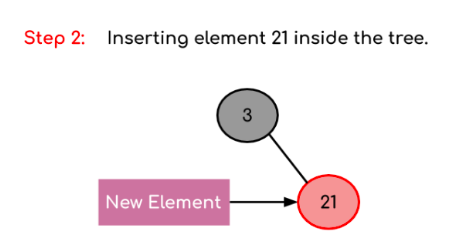 Step 2: Inserting element 21 inside the tree.
3
New Element
21